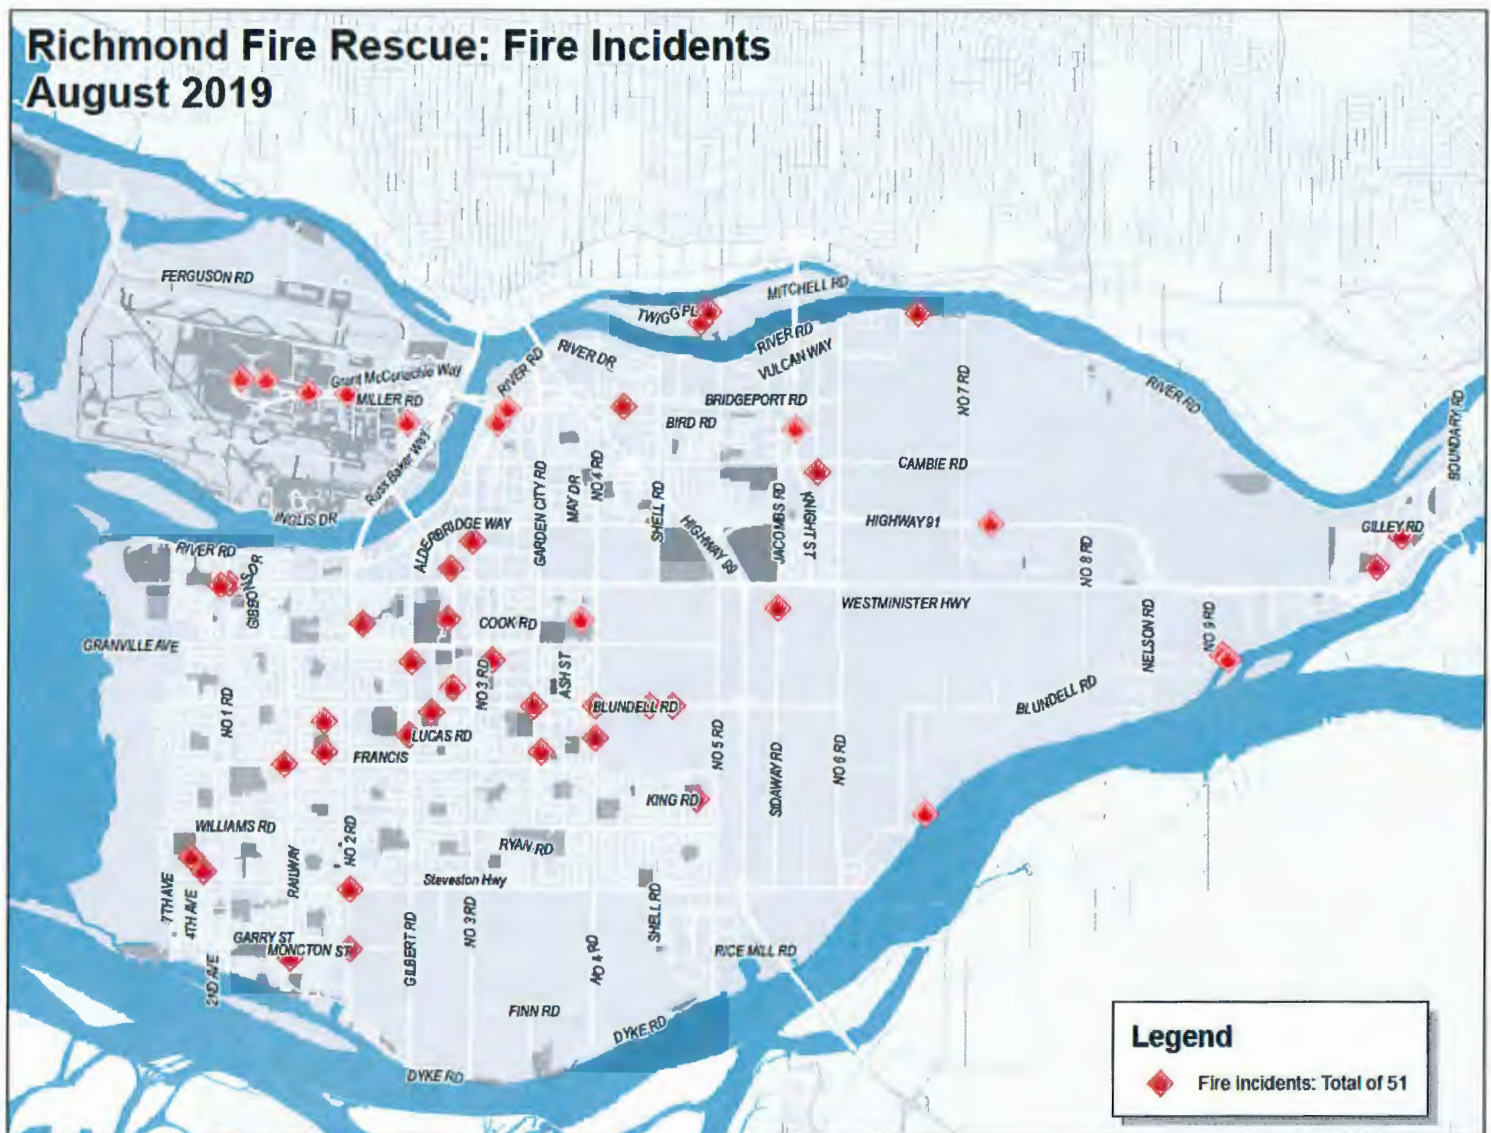 Richmond Fire Rescue: Fire Incidents
August 2019
FERGUSON RD
MITCHELL RD
TWIGG PL
RIVER RD
VULCAN WAY
RIVER DR
RIVER RD
Grant McConachie Way
MILLER RD
BRIDGEPORT RD
BIRD RD
NO 7 RD
RIVER RD
BOUNDARY RD
Russ Baker Way
CAMBIE RD
GARDEN CITY RD
MAY DR
NO 4 RD
SHELL RD
HIGHWAY 99
JACOMBS RD
KNIGHT ST
HIGHWAY 91
GILLEY RD
INGLIS DR
ALDERBRIDGE WAY
RIVER RD
GIBBONS DR
NO 8 RD
WESTMINISTER HWY
COOK RD
NELSON RD
NO 9 RD
GRANVILLE AVE
ASH ST
NO 3 RD
NO 1 RD
BLUNDELL RD
BLUNDELL RD
LUCAS RD
FRANCIS
NO 5 RD
SIDAWAY RD
NO 6 RD
KING RD
WILLIAMS RD
NO 2 RD
RYAN RD
RAILWAY
Steveston Hwy
7TH AVE
4TH AVE
SHELL RD
NO 3 RD
GILBERT RD
GARRY ST
MONCTON ST
NO 4 RD
RICE MILL RD
2ND AVE
FINN RD
DYKE RD
DYKE RD
Legend
Fire Incidents: Total of 51